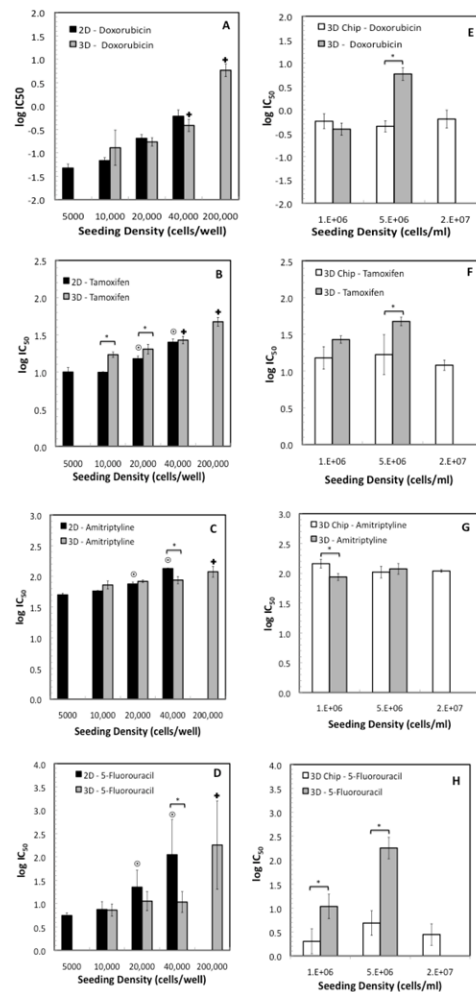 A
2D - Doxorubicin
3D - Doxorubicin
log IC50
2.0
1.5
1.0
0.5
0.0
-0.5
-1.0
-1.5
-2.0
5000 10,000 20,000 40,000 200,000
Seeding Density (cells/well)
E
3D Chip - Doxorubicin
3D - Doxorubicin
*
log IC50
2.0
1.5
1.0
0.5
0.0
-0.5
-1.0
-1.5
-2.0
1.E+06 5.E+06 2.E+07
Seeding Density (cells/ml)
B
2D - Tamoxifen
3D - Tamoxifen
* *
log IC50
2.5
2.0
1.5
1.0
0.5
0.0
5000 10,000 20,000 40,000 200,000
Seeding Density (cells/well)
F
3D Chip - Tamoxifen
3D - Tamoxifen
*
log IC50
2.5
2.0
1.5
1.0
0.5
0.0
1.E+06 5.E+06 2.E+07
Seeding Density (cells/ml)
C
2D - Amitriptyline
3D - Amitriptyline
*
log IC50
3.0
2.5
2.0
1.5
1.0
0.5
0.0
5000 10,000 20,000 40,000 200,000
Seeding Density (cells/well)
G
3D Chip - Amitriptyline
3D - Amitriptyline
*
log IC50
3.0
2.5
2.0
1.5
1.0
0.5
0.0
1.E+06 5.E+06 2.E+07
Seeding Density (cells/ml)
D
2D - 5-Fluorouracil
3D - 5-Fluorouracil
*
log IC50
4.0
3.5
3.0
2.5
2.0
1.5
1.0
0.5
0.0
5000 10,000 20,000 40,000 200,000
Seeding Density (cells/well)
H
3D Chip - 5-Fluorouracil
3D - 5-Fluorouracil
* *
log IC50
4.0
3.5
3.0
2.5
2.0
1.5
1.0
0.5
0.0
1.E+06 5.E+06 2.E+07
Seeding Density (cells/ml)